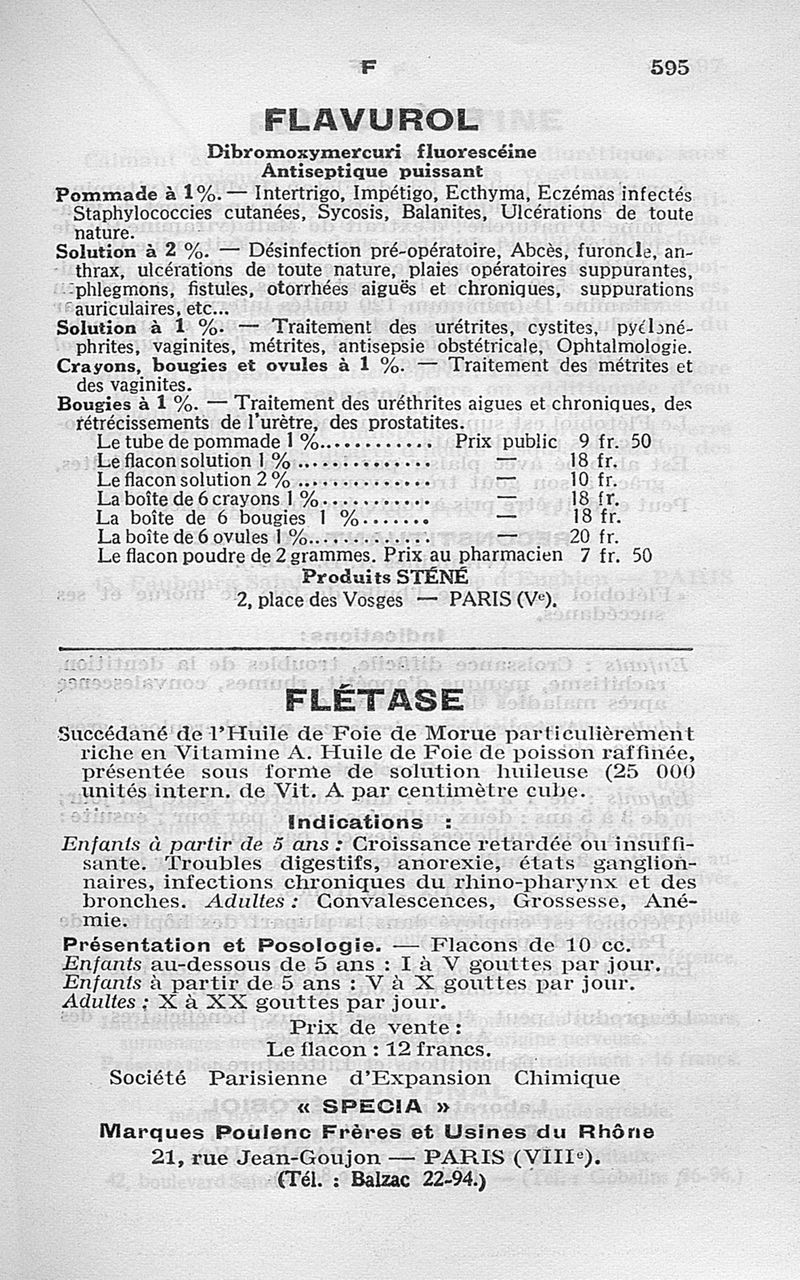 F 595
FLAVUROL
Dibromoxymercuri fluorescéine
Antiseptique puissant
Pommade à 1%. — Intertrigo, Impétigo, Ecthyma, Eczémas infectés
Staphylococcies cutanées, Sycosis, Balanites, Ulcérations de toute
nature.
Solution à 2 %. — Désinfection pré-opératoire, Abcès, furoncle, an-
thrax, ulcérations de toute nature, plaies opératoires suppurantes,
phlegmons, fistules, otorrhées aiguës et chroniques, suppurations
auriculaires, etc...
Solution à 1 %. — Traitement des urétrites, cystites, pyéloné-
phrites, vaginites, métrites, antisepsie obstétricale, Ophtalmologie.
Crayons, bougies et ovules à 1 %. — Traitement des métrites et
des vaginites.
Bougies à 1 %. — Traitement des uréthrites aigues et chroniques, des
rétrécissements de l'urètre, des prostatites.
Le tube de pommade 1 %............ Prix public 9 fr. 50
Le flacon solution 1 % .............. — 18 fr.
Le flacon solution 2 % .............. — 10 fr.
La boîte de 6 crayons 1 %............ — 18 fr.
La boîte de 6 bougies 1 %....... — 18 fr.
La boîte de 6 ovules 1 %............. — 20 fr.
Le flacon poudre de 2 grammes. Prix au pharmacien 7 fr. 50
Produits STÉNÉ
2, place des Vosges — PARIS (Ve).
FLÉTASE
Succédané de l'Huile de Foie de Morue particulièrement
riche en Vitamine A. Huile de Foie de poisson raffinée,
présentée sous forme de solution huileuse (25 000
unités intern. de Vit. A par centimètre cube.
Indications :
Enfants à partir de 5 ans : Croissance retardée ou insuffi-
sante. Troubles digestifs, anorexie, états ganglion-
naires, infections chroniques du rhino-pharynx et des
bronches. Adultes : Convalescences, Grossesse, Ané-
mie.
Présentation et Posologie. — Flacons de 10 cc.
Enfants au-dessous de 5 ans : I à V gouttes par jour.
Enfants à partir de 5 ans : V à X gouttes par jour.
Adultes : X à XX gouttes par jour.
Prix de vente :
Le flacon : 12 francs.
Société Parisienne d'Expansion Chimique
« SPECIA »
Marques Poulenc Frères et Usines du Rhône
21, rue Jean-Goujon — PARIS (VIIIe).
(Tél. : Balzac 22-94.)